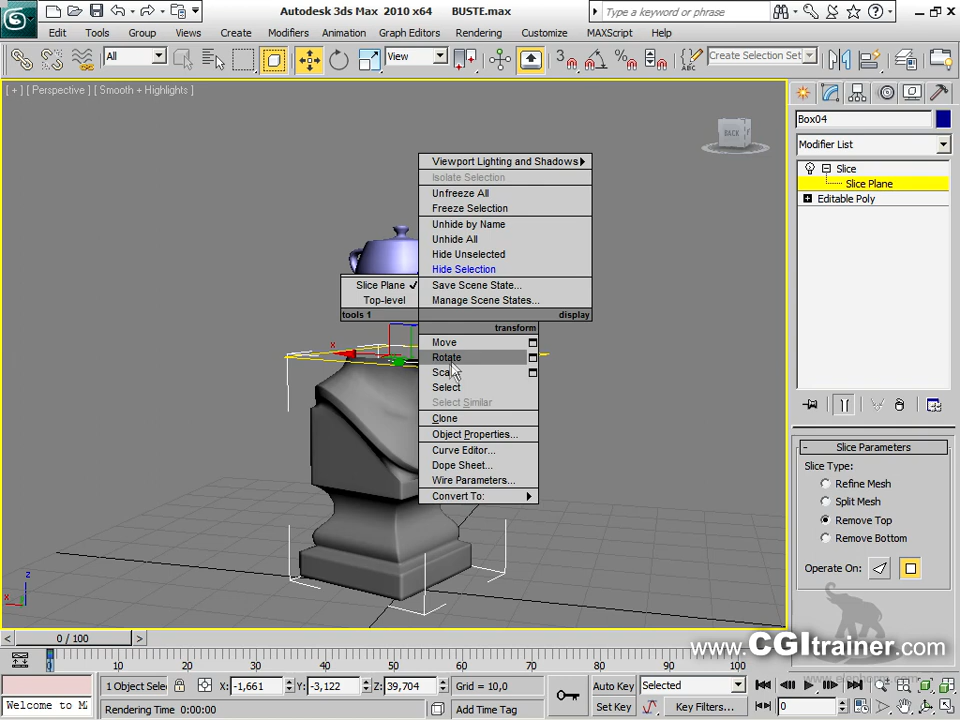 Autodesk 3ds Max 2010 x64 BUSTE.max
Type a keyword or phrase
Edit Tools Group Views Create Modifiers Animation Graph Editors Rendering Customize MAXScript Help
All View Create Selection Set
[ + ] [ Perspective ] [ Smooth + Highlights ]
BACK
Box04
Modifier List
Slice
Slice Plane
Editable Poly
Viewport Lighting and Shadows
Isolate Selection
Unfreeze All
Freeze Selection
Unhide by Name
Unhide All
Hide Unselected
Hide Selection
Save Scene State...
Manage Scene States...
Slice Plane
Top-level
tools 1 display
transform
Move
Rotate
Select
Select Similar
Clone
Object Properties...
Curve Editor...
Dope Sheet...
Wire Parameters...
Convert To:
x
z
x
Slice Parameters
Slice Type:
Refine Mesh
Split Mesh
Remove Top
Remove Bottom
Operate On:
www.CGItrainer.com
< 0 / 100 >
0 10 20 30 40 50 60 70 80 90 100
1 Object Sele X: -1,661 Y: -3,122 Z: 39,704 Grid = 10,0 Auto Key Selected
Welcome to M Rendering Time 0:00:00 Add Time Tag Set Key Key Filters... 0